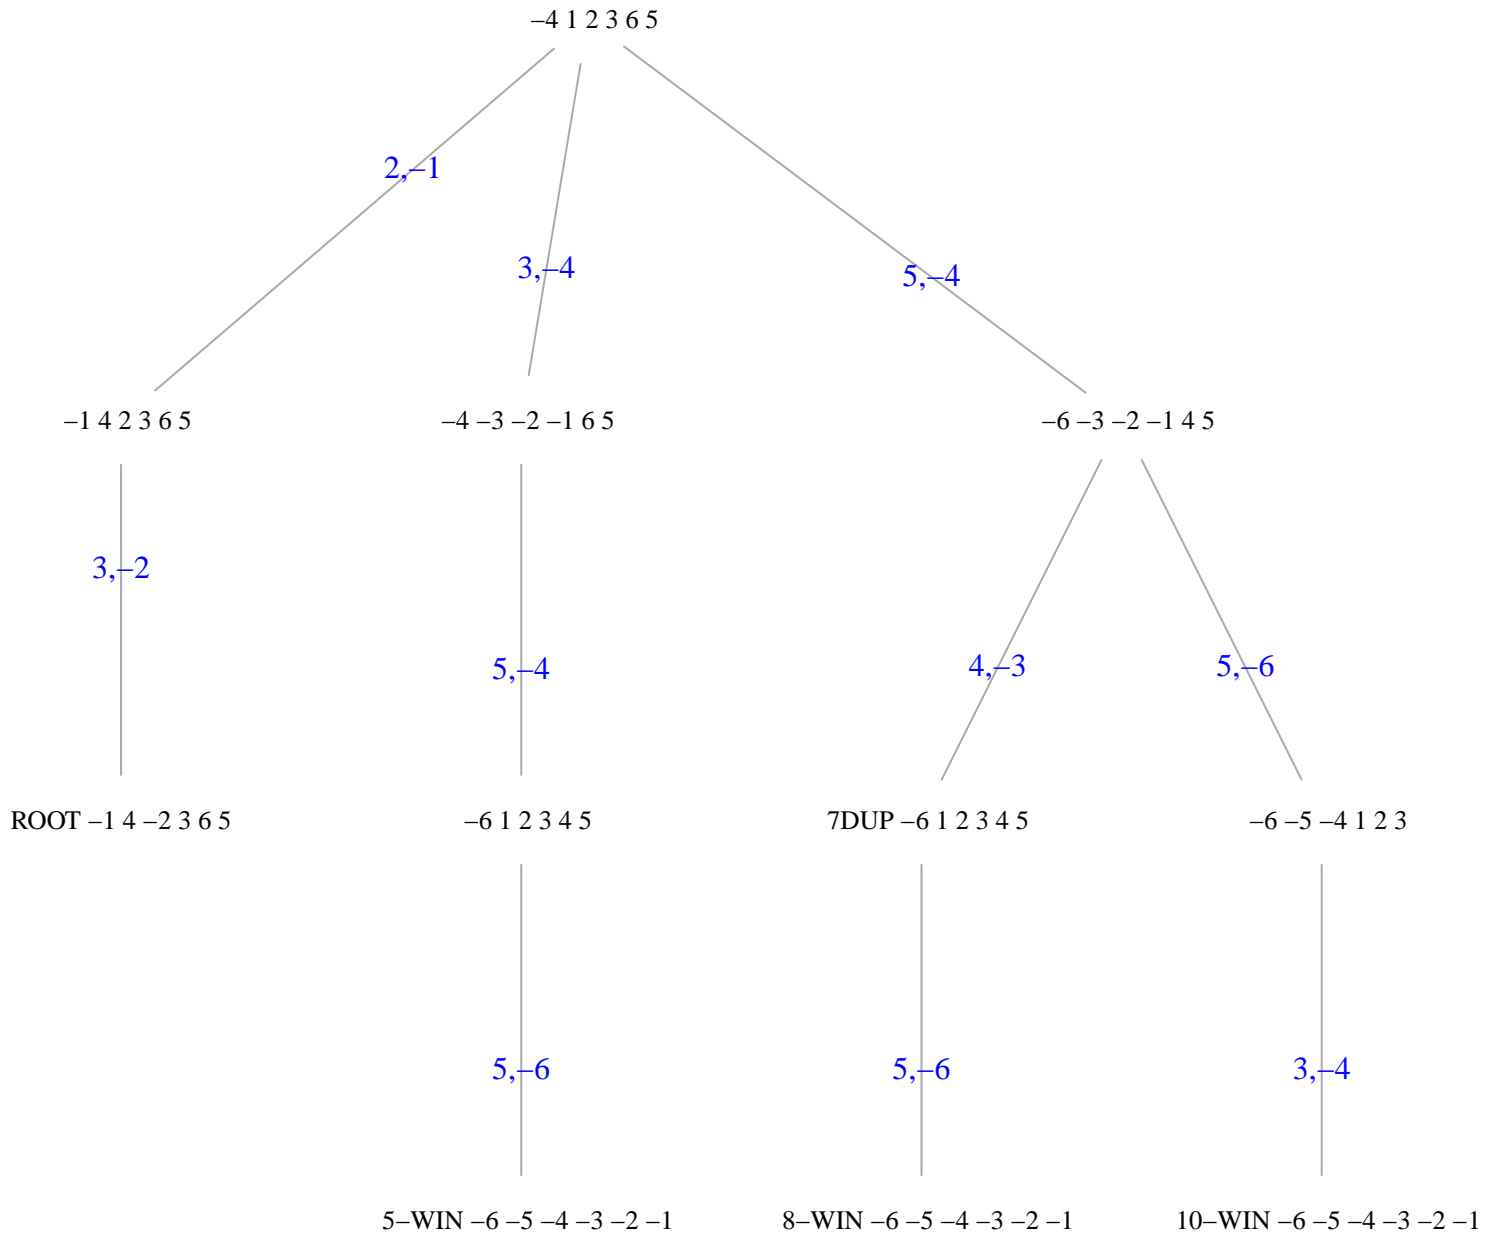 –4 1 2 3 6 5
2,–1
3,–4
5,–4
–1 4 2 3 6 5
–4 –3 –2 –1 6 5
–6 –3 –2 –1 4 5
3,–2
5,–4
4,–3
5,–6
ROOT –1 4 –2 3 6 5
–6 1 2 3 4 5
7DUP –6 1 2 3 4 5
–6 –5 –4 1 2 3
5,–6
5,–6
3,–4
5–WIN –6 –5 –4 –3 –2 –1
8–WIN –6 –5 –4 –3 –2 –1
10–WIN –6 –5 –4 –3 –2 –1